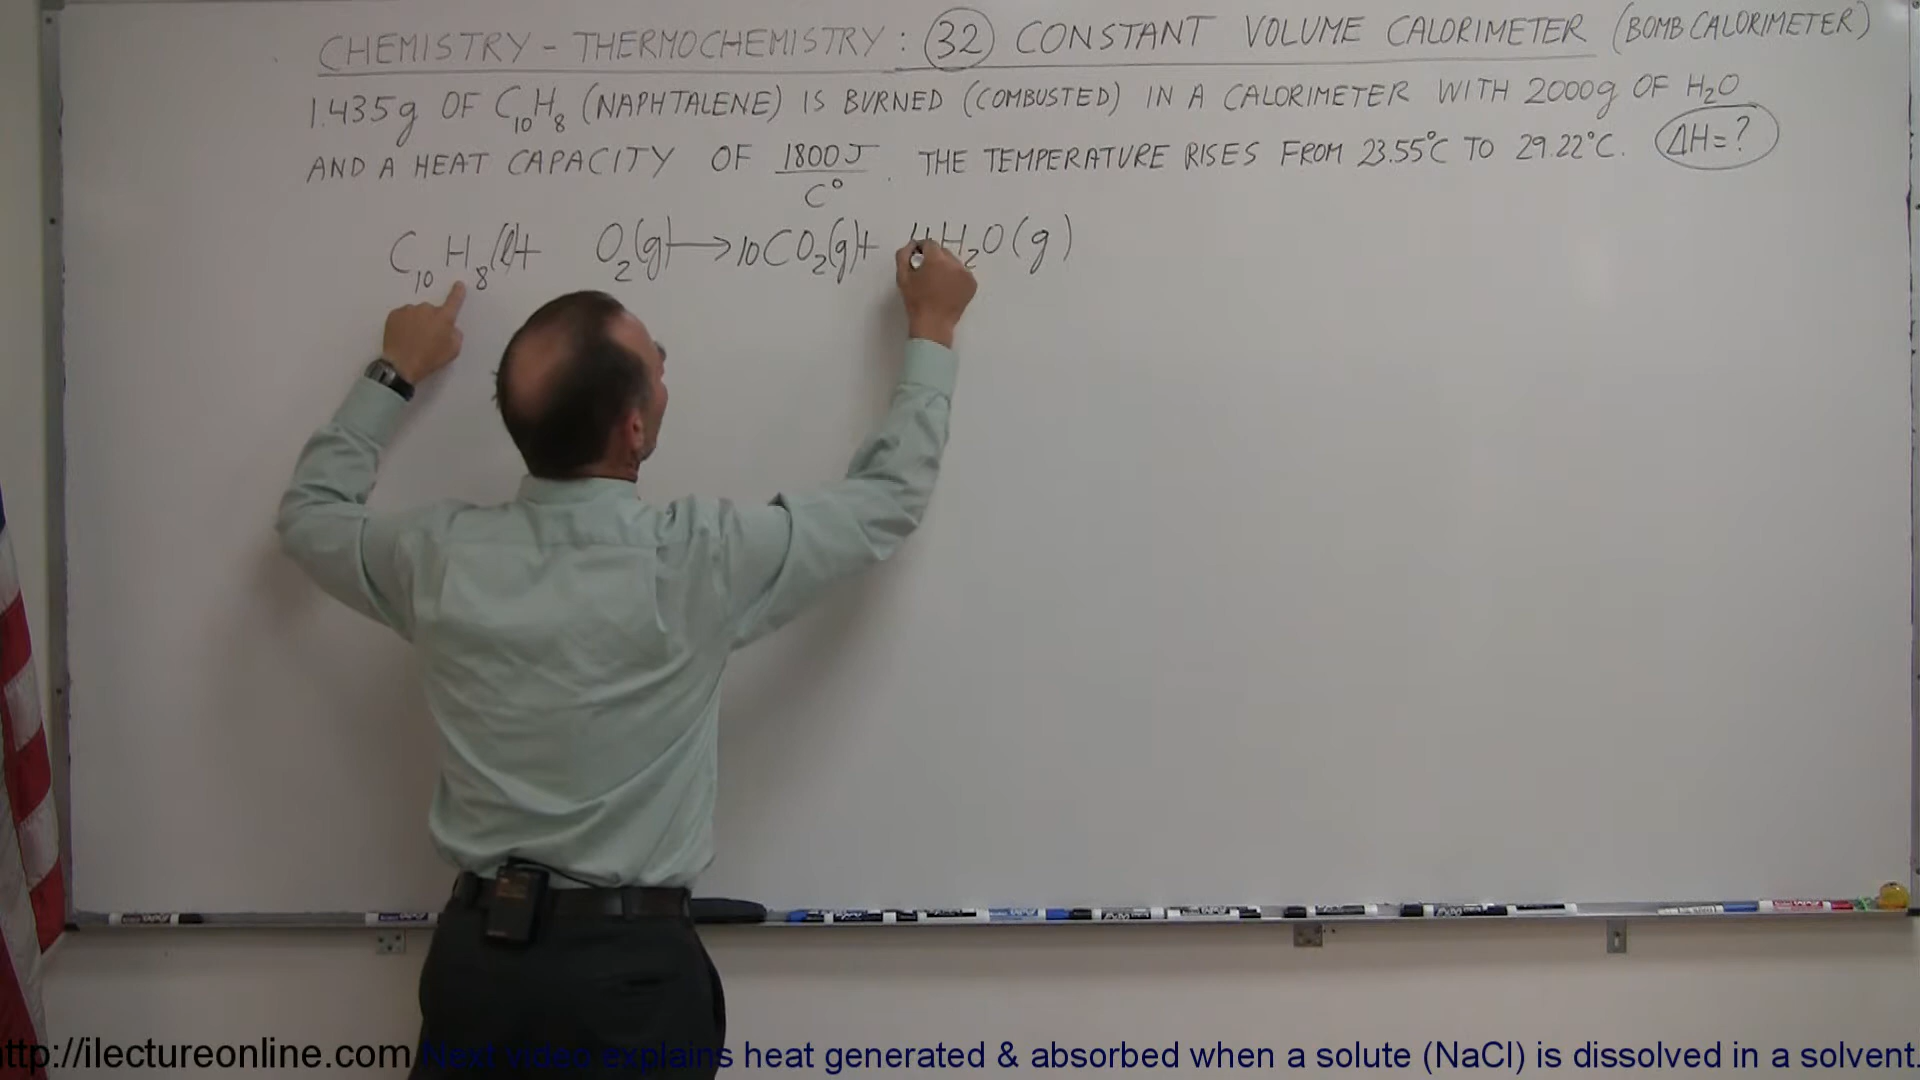 CHEMISTRY - THERMOCHEMISTRY: 32 CONSTANT VOLUME CALORIMETER (BOMB CALORIMETER)
1.435g OF C₁₀H₈ (NAPHTALENE) IS BURNED (COMBUSTED) IN A CALORIMETER WITH 2000g OF H₂O
AND A HEAT CAPACITY OF 1800J/C° . THE TEMPERATURE RISES FROM 23.55°C TO 29.22°C. ΔH=?
C₁₀H₈(l)+ O₂(g)→10CO₂(g)+ 4H₂O(g)
http://ilectureonline.com Next video explains heat generated & absorbed when a solute (NaCl) is dissolved in a solvent.